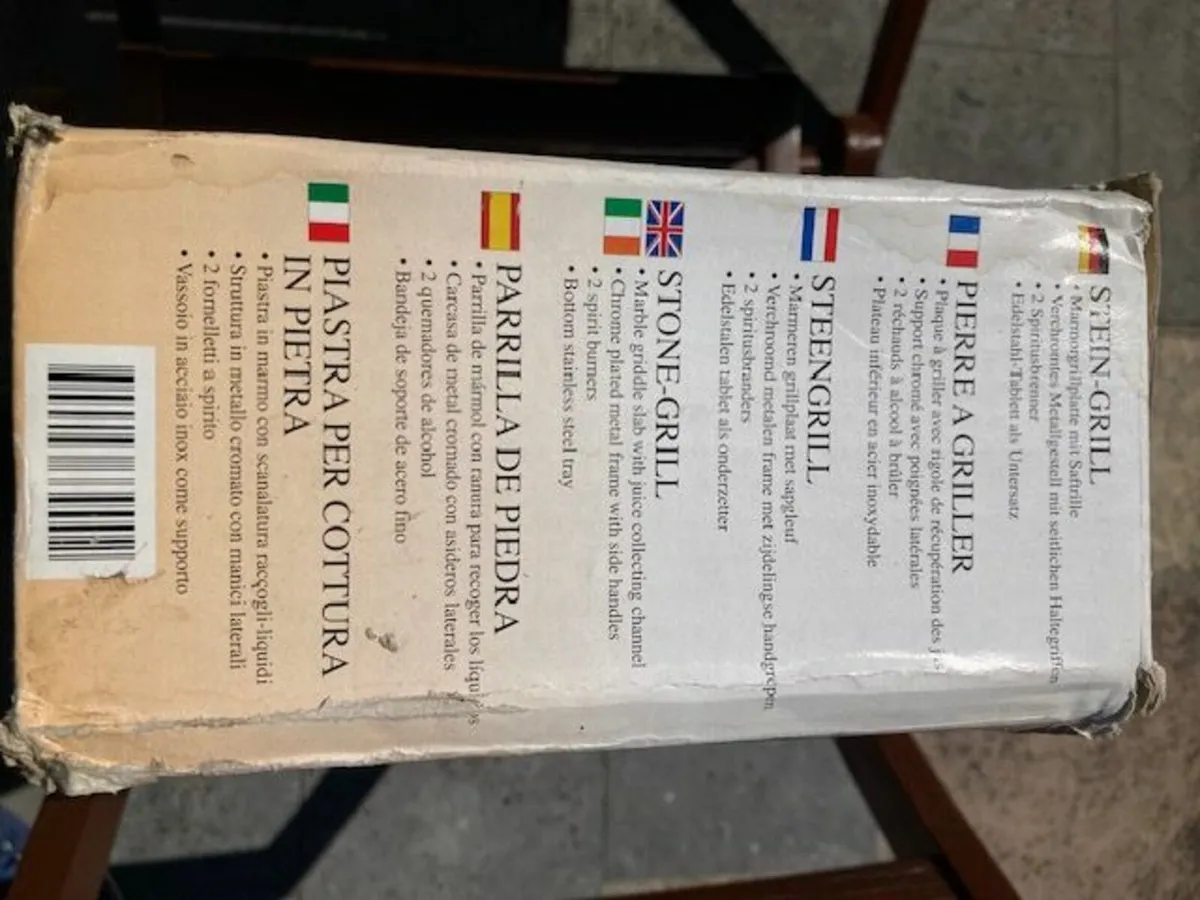 STEIN-GRILL
• Marmorgrillplatte mit Saftrille
• Verchromtes Metallgestell mit seitlichen Haltegriffen
• 2 Spiritusbrenner
• Edelstahl-Tablett als Untersatz
PIERRE A GRILLER
• Plaque à griller avec rigole de récupération des jus
• Support chromé avec poignées latérales
• 2 réchauds à alcool à brûler
• Plateau inférieur en acier inoxydable
STEENGRILL
• Marmeren grillplaat met sapgleuf
• Verchroomd metalen frame met zijdelingse handgrepen
• 2 spiritusbranders
• Edelstalen tablet als onderzetter
STONE-GRILL
• Marble griddle slab with juice collecting channel
• Chrome plated metal frame with side handles
• 2 spirit burners
• Bottom stainless steel tray
PARRILLA DE PIEDRA
• Parrilla de mármol con ranura para recoger los líquidos
• Carcasa de metal cromado con asideros laterales
• 2 quemadores de alcohol
• Bandeja de soporte de acero fino
PIASTRA PER COTTURA
IN PIETRA
• Piastra in marmo con scanalatura raccogli-liquidi
• Struttura in metallo cromato con manici laterali
• 2 fornelletti a spirito
• Vassoio in acciaio inox come supporto